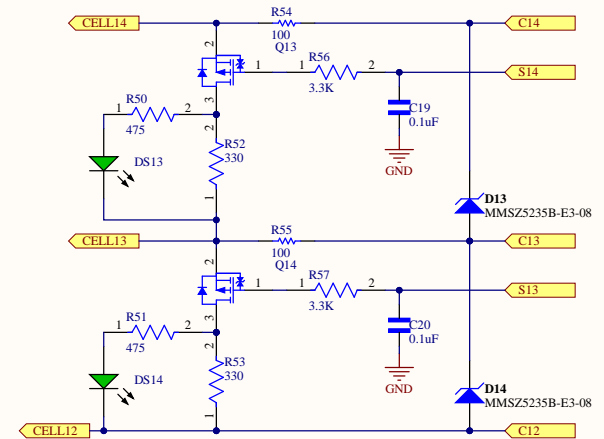 CELL14
R54
C14
100
Q13
2
R56
1
1
2
S14
3.3K
3
R50
C19
1
2
0.1uF
475
2
R52
DS13
330
GND
1
D13
MMSZ5235B-E3-08
CELL13
R55
C13
100
Q14
2
R57
1
1
2
S13
3.3K
3
R51
C20
1
2
0.1uF
475
2
R53
DS14
330
GND
D14
MMSZ5235B-E3-08
1
CELL12
C12